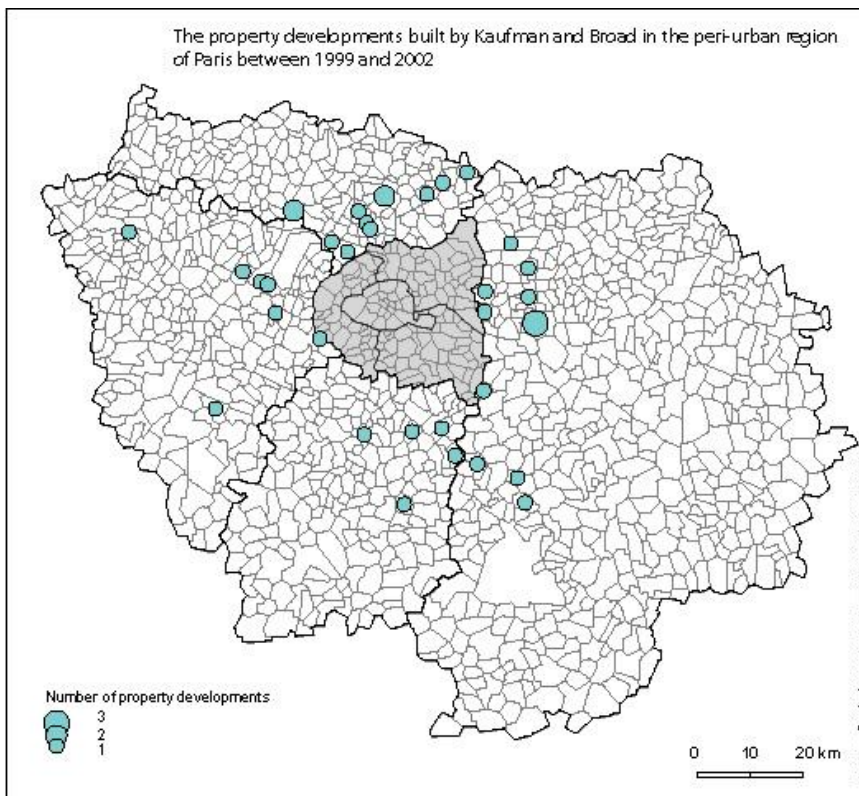 The property developments built by Kaufman and Broad in the peri-urban region
of Paris between 1999 and 2002
Number of property developments
3
2
1
0 10 20 km